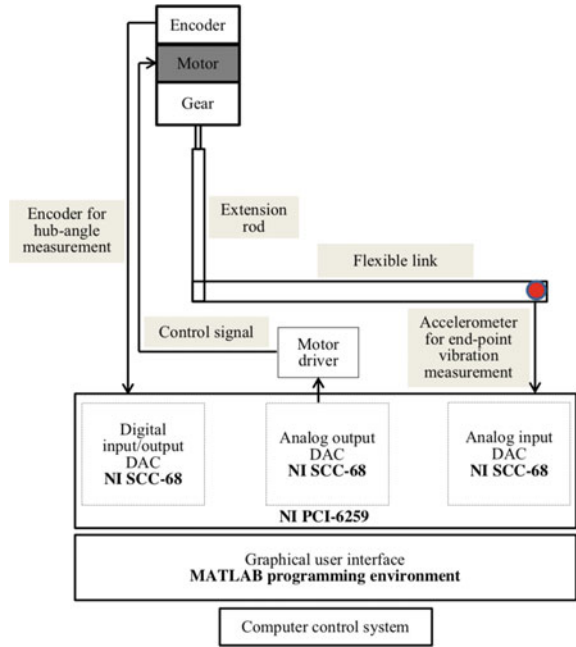 Encoder
Motor
Gear
Encoder for
hub-angle
measurement
Extension
rod
Flexible link
Control signal
Motor
driver
Accelerometer
for end-point
vibration
measurement
Digital
input/output
DAC
NI SCC-68
Analog output
DAC
NI SCC-68
Analog input
DAC
NI SCC-68
NI PCI-6259
Graphical user interface
MATLAB programming environment
Computer control system